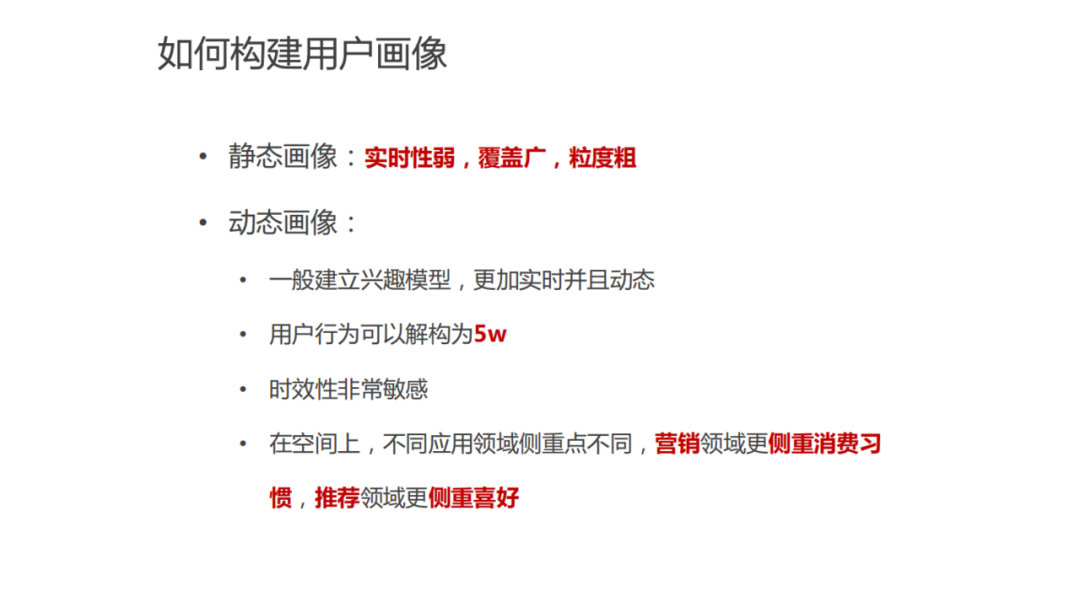 如何构建用户画像
• 静态画像：实时性弱，覆盖广，粒度粗
• 动态画像：
• 一般建立兴趣模型，更加实时并且动态
• 用户行为可以解构为5w
• 时效性非常敏感
• 在空间上，不同应用领域侧重点不同，营销领域更侧重消费习
惯，推荐领域更侧重喜好